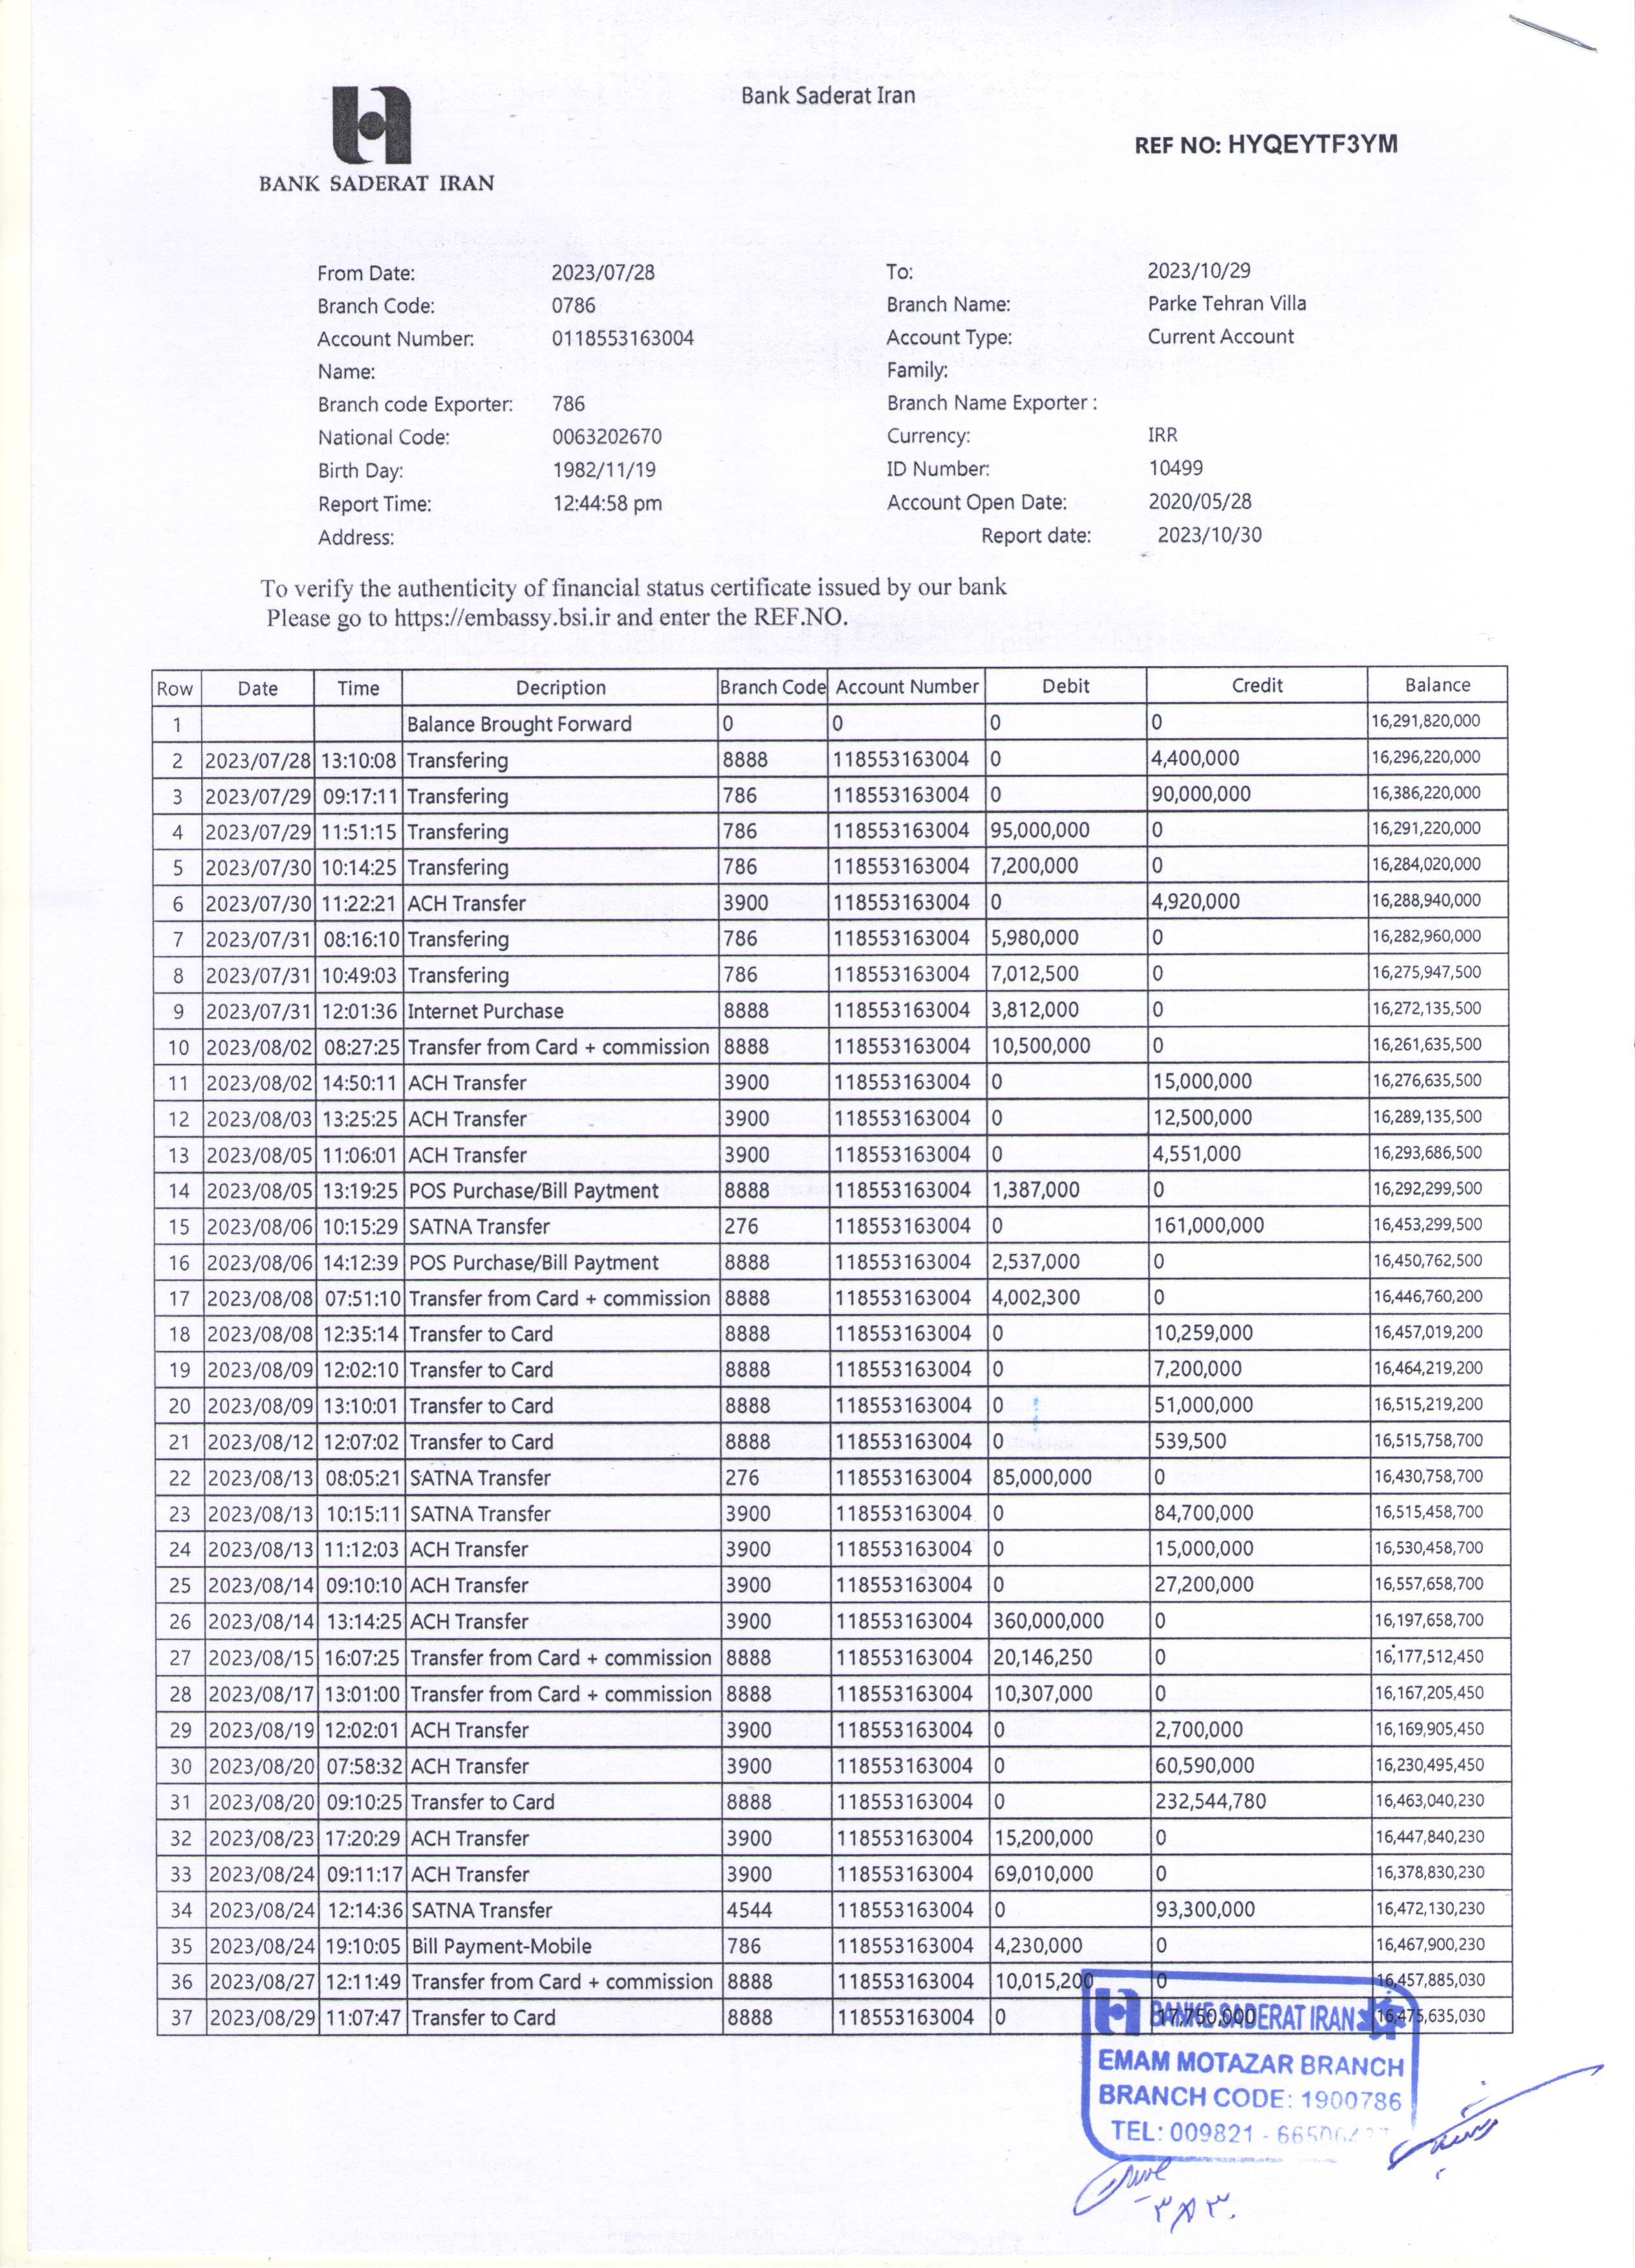 Bank Saderat Iran
BANK SADERAT IRAN
REF NO: HYQEYTF3YM
From Date: 2023/07/28 To: 2023/10/29
Branch Code: 0786 Branch Name: Parke Tehran Villa
Account Number: 0118553163004 Account Type: Current Account
Name: Family:
Branch code Exporter: 786 Branch Name Exporter :
National Code: 0063202670 Currency: IRR
Birth Day: 1982/11/19 ID Number: 10499
Report Time: 12:44:58 pm Account Open Date: 2020/05/28
Address: Report date: 2023/10/30
To verify the authenticity of financial status certificate issued by our bank
Please go to https://embassy.bsi.ir and enter the REF.NO.
Row Date Time Decription Branch Code Account Number Debit Credit Balance
1 Balance Brought Forward 0 0 0 0 16,291,820,000
2 2023/07/28 13:10:08 Transfering 8888 118553163004 0 4,400,000 16,296,220,000
3 2023/07/29 09:17:11 Transfering 786 118553163004 0 90,000,000 16,386,220,000
4 2023/07/29 11:51:15 Transfering 786 118553163004 95,000,000 0 16,291,220,000
5 2023/07/30 10:14:25 Transfering 786 118553163004 7,200,000 0 16,284,020,000
6 2023/07/30 11:22:21 ACH Transfer 3900 118553163004 0 4,920,000 16,288,940,000
7 2023/07/31 08:16:10 Transfering 786 118553163004 5,980,000 0 16,282,960,000
8 2023/07/31 10:49:03 Transfering 786 118553163004 7,012,500 0 16,275,947,500
9 2023/07/31 12:01:36 Internet Purchase 8888 118553163004 3,812,000 0 16,272,135,500
10 2023/08/02 08:27:25 Transfer from Card + commission 8888 118553163004 10,500,000 0 16,261,635,500
11 2023/08/02 14:50:11 ACH Transfer 3900 118553163004 0 15,000,000 16,276,635,500
12 2023/08/03 13:25:25 ACH Transfer 3900 118553163004 0 12,500,000 16,289,135,500
13 2023/08/05 11:06:01 ACH Transfer 3900 118553163004 0 4,551,000 16,293,686,500
14 2023/08/05 13:19:25 POS Purchase/Bill Paytment 8888 118553163004 1,387,000 0 16,292,299,500
15 2023/08/06 10:15:29 SATNA Transfer 276 118553163004 0 161,000,000 16,453,299,500
16 2023/08/06 14:12:39 POS Purchase/Bill Paytment 8888 118553163004 2,537,000 0 16,450,762,500
17 2023/08/08 07:51:10 Transfer from Card + commission 8888 118553163004 4,002,300 0 16,446,760,200
18 2023/08/08 12:35:14 Transfer to Card 8888 118553163004 0 10,259,000 16,457,019,200
19 2023/08/09 12:02:10 Transfer to Card 8888 118553163004 0 7,200,000 16,464,219,200
20 2023/08/09 13:10:01 Transfer to Card 8888 118553163004 0 51,000,000 16,515,219,200
21 2023/08/12 12:07:02 Transfer to Card 8888 118553163004 0 539,500 16,515,758,700
22 2023/08/13 08:05:21 SATNA Transfer 276 118553163004 85,000,000 0 16,430,758,700
23 2023/08/13 10:15:11 SATNA Transfer 3900 118553163004 0 84,700,000 16,515,458,700
24 2023/08/13 11:12:03 ACH Transfer 3900 118553163004 0 15,000,000 16,530,458,700
25 2023/08/14 09:10:10 ACH Transfer 3900 118553163004 0 27,200,000 16,557,658,700
26 2023/08/14 13:14:25 ACH Transfer 3900 118553163004 360,000,000 0 16,197,658,700
27 2023/08/15 16:07:25 Transfer from Card + commission 8888 118553163004 20,146,250 0 16,177,512,450
28 2023/08/17 13:01:00 Transfer from Card + commission 8888 118553163004 10,307,000 0 16,167,205,450
29 2023/08/19 12:02:01 ACH Transfer 3900 118553163004 0 2,700,000 16,169,905,450
30 2023/08/20 07:58:32 ACH Transfer 3900 118553163004 0 60,590,000 16,230,495,450
31 2023/08/20 09:10:25 Transfer to Card 8888 118553163004 0 232,544,780 16,463,040,230
32 2023/08/23 17:20:29 ACH Transfer 3900 118553163004 15,200,000 0 16,447,840,230
33 2023/08/24 09:11:17 ACH Transfer 3900 118553163004 69,010,000 0 16,378,830,230
34 2023/08/24 12:14:36 SATNA Transfer 4544 118553163004 0 93,300,000 16,472,130,230
35 2023/08/24 19:10:05 Bill Payment-Mobile 786 118553163004 4,230,000 0 16,467,900,230
36 2023/08/27 12:11:49 Transfer from Card + commission 8888 118553163004 10,015,200 0 16,457,885,030
37 2023/08/29 11:07:47 Transfer to Card 8888 118553163004 0 17,750,000 16,475,635,030
BANKE SADERAT IRAN
EMAM MOTAZAR BRANCH
BRANCH CODE: 1900786
TEL: 009821 -